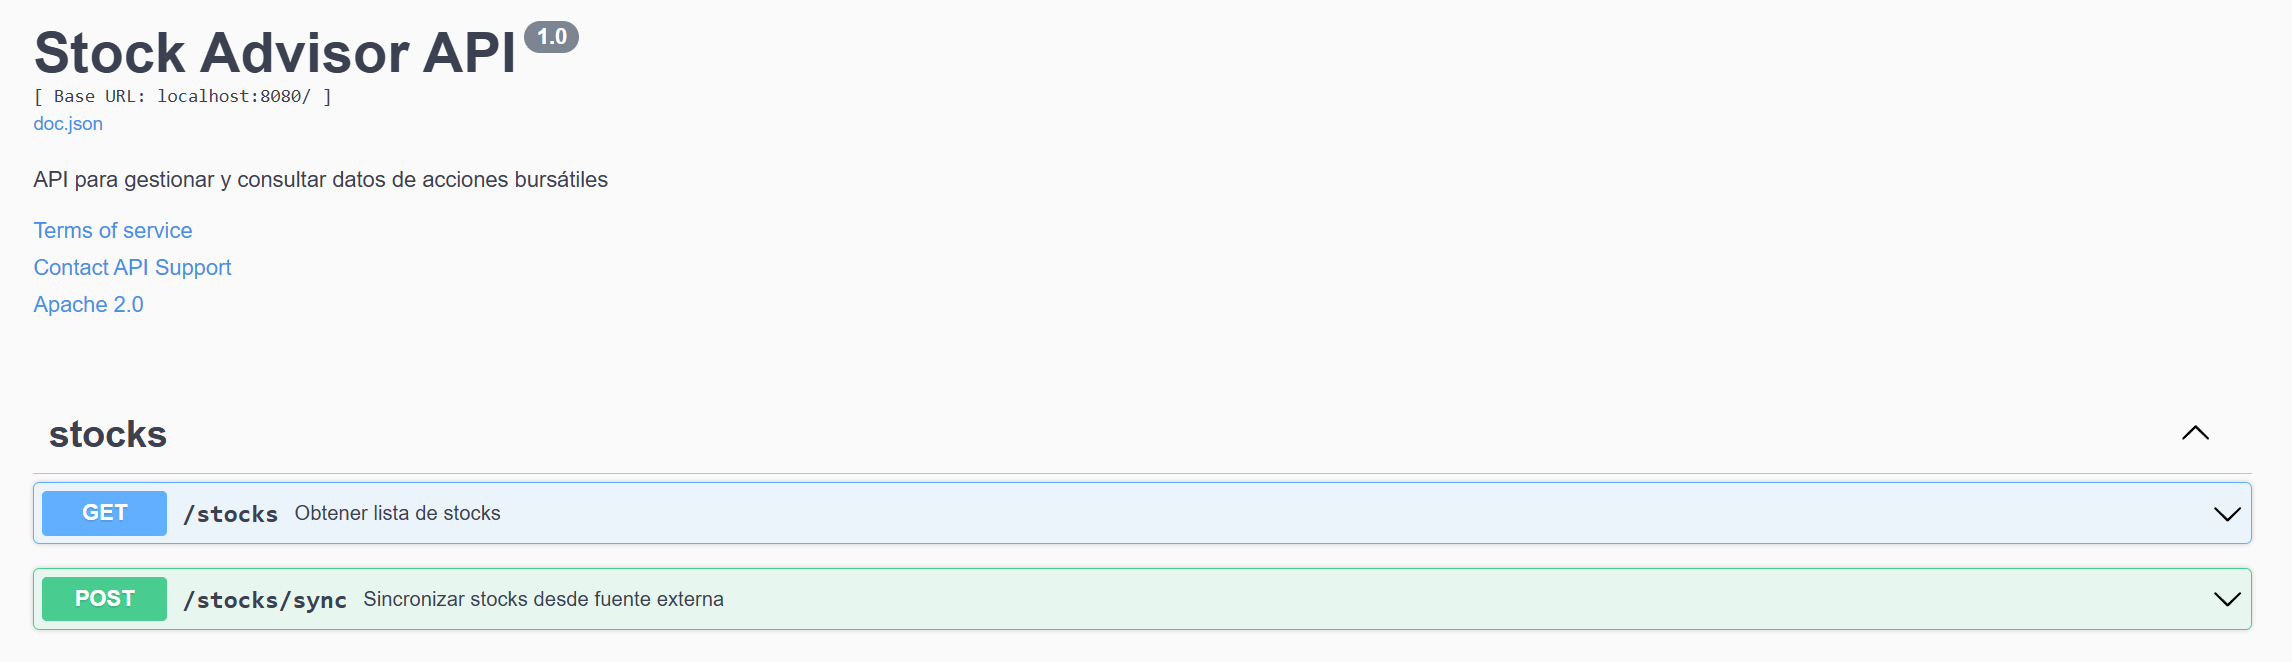 Stock Advisor API 1.0
[ Base URL: localhost:8080/ ]
doc.json
API para gestionar y consultar datos de acciones bursátiles
Terms of service
Contact API Support
Apache 2.0
stocks
GET /stocks Obtener lista de stocks
POST /stocks/sync Sincronizar stocks desde fuente externa